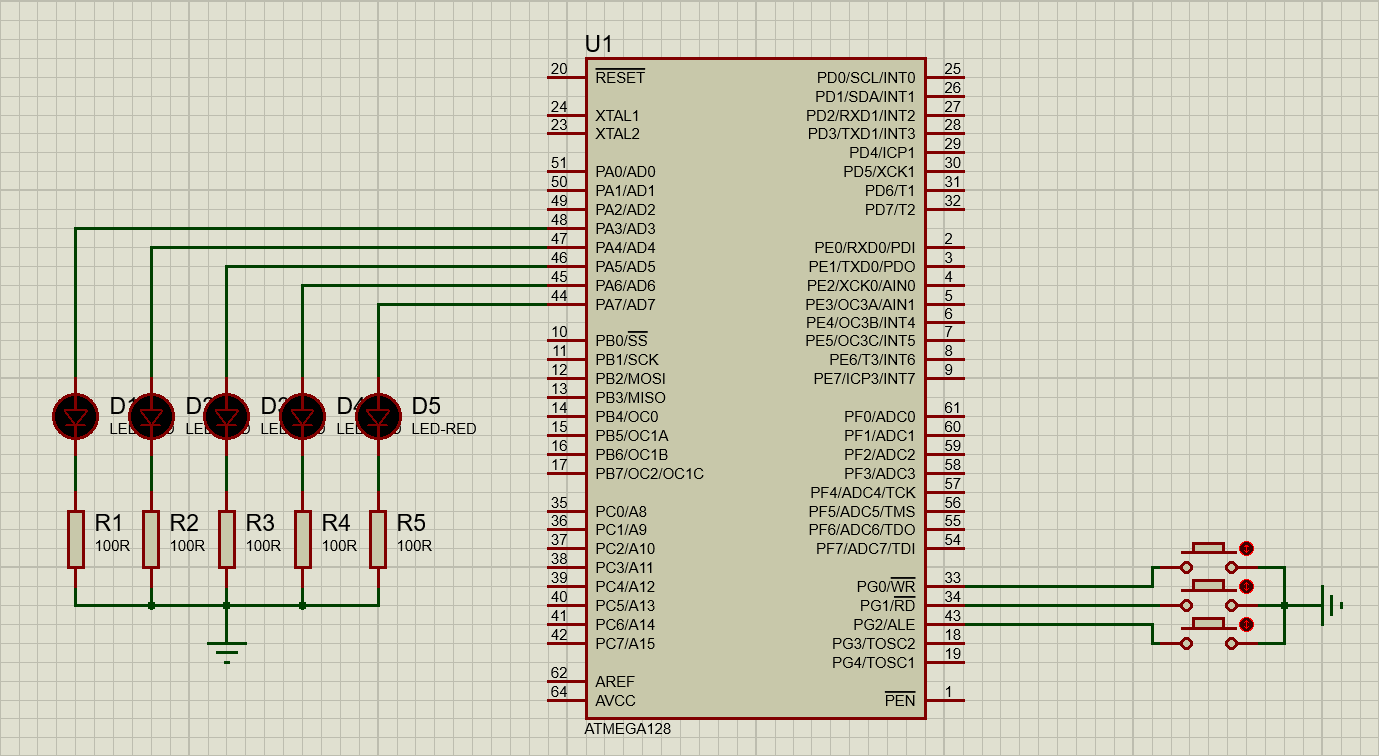 U1
20 RESET PD0/SCL/INT0 25
PD1/SDA/INT1 26
24 XTAL1 PD2/RXD1/INT2 27
23 XTAL2 PD3/TXD1/INT3 28
PD4/ICP1 29
51 PA0/AD0 PD5/XCK1 30
50 PA1/AD1 PD6/T1 31
49 PA2/AD2 PD7/T2 32
48 PA3/AD3
47 PA4/AD4 PE0/RXD0/PDI 2
46 PA5/AD5 PE1/TXD0/PDO 3
45 PA6/AD6 PE2/XCK0/AIN0 4
44 PA7/AD7 PE3/OC3A/AIN1 5
PE4/OC3B/INT4 6
10 PB0/SS PE5/OC3C/INT5 7
11 PB1/SCK PE6/T3/INT6 8
12 PB2/MOSI PE7/ICP3/INT7 9
13 PB3/MISO
14 PB4/OC0 PF0/ADC0 61
15 PB5/OC1A PF1/ADC1 60
16 PB6/OC1B PF2/ADC2 59
17 PB7/OC2/OC1C PF3/ADC3 58
PF4/ADC4/TCK 57
35 PC0/A8 PF5/ADC5/TMS 56
36 PC1/A9 PF6/ADC6/TDO 55
37 PC2/A10 PF7/ADC7/TDI 54
38 PC3/A11
39 PC4/A12 PG0/WR 33
40 PC5/A13 PG1/RD 34
41 PC6/A14 PG2/ALE 43
42 PC7/A15 PG3/TOSC2 18
PG4/TOSC1 19
62 AREF
64 AVCC PEN 1
ATMEGA128
D1 D2 D3 D4 D5
LED-RED
R1 R2 R3 R4 R5
100R 100R 100R 100R 100R